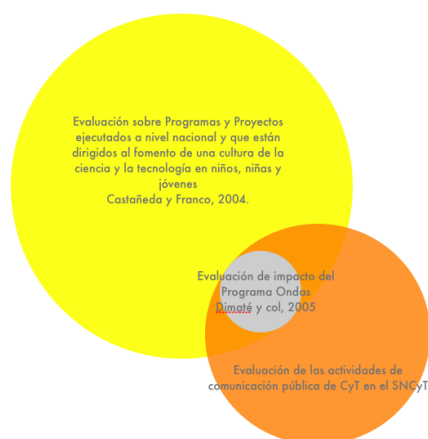 Evaluación sobre Programas y Proyectos
ejecutados a nivel nacional y que están
dirigidos al fomento de una cultura de la
ciencia y la tecnología en niños, niñas y
jóvenes
Castañeda y Franco, 2004.
Evaluación de impacto del
Programa Ondas
Dimaté y col, 2005
Evaluación de las actividades de
comunicación pública de CyT en el SNCyT